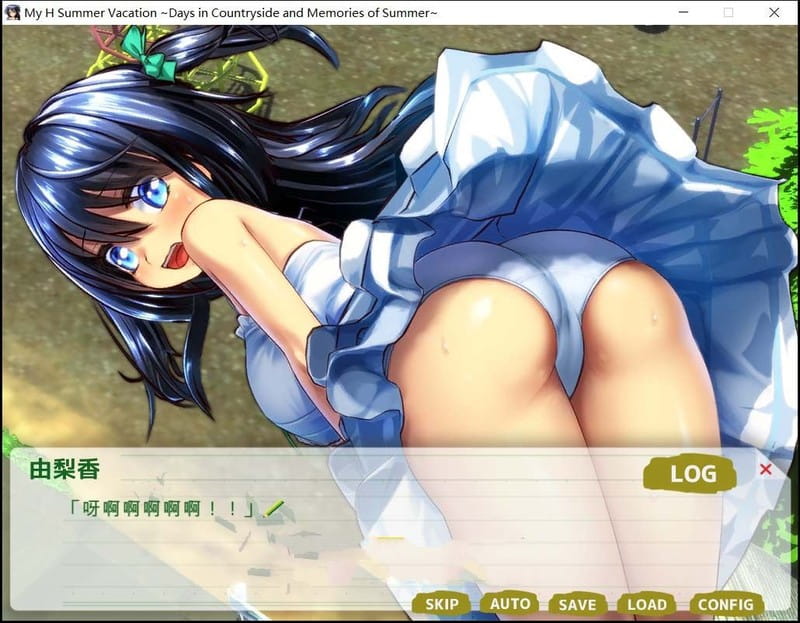 My H Summer Vacation ~Days in Countryside and Memories of Summer~
由梨香
LOG
「呀啊啊啊啊啊！！」
SKIP AUTO SAVE LOAD CONFIG